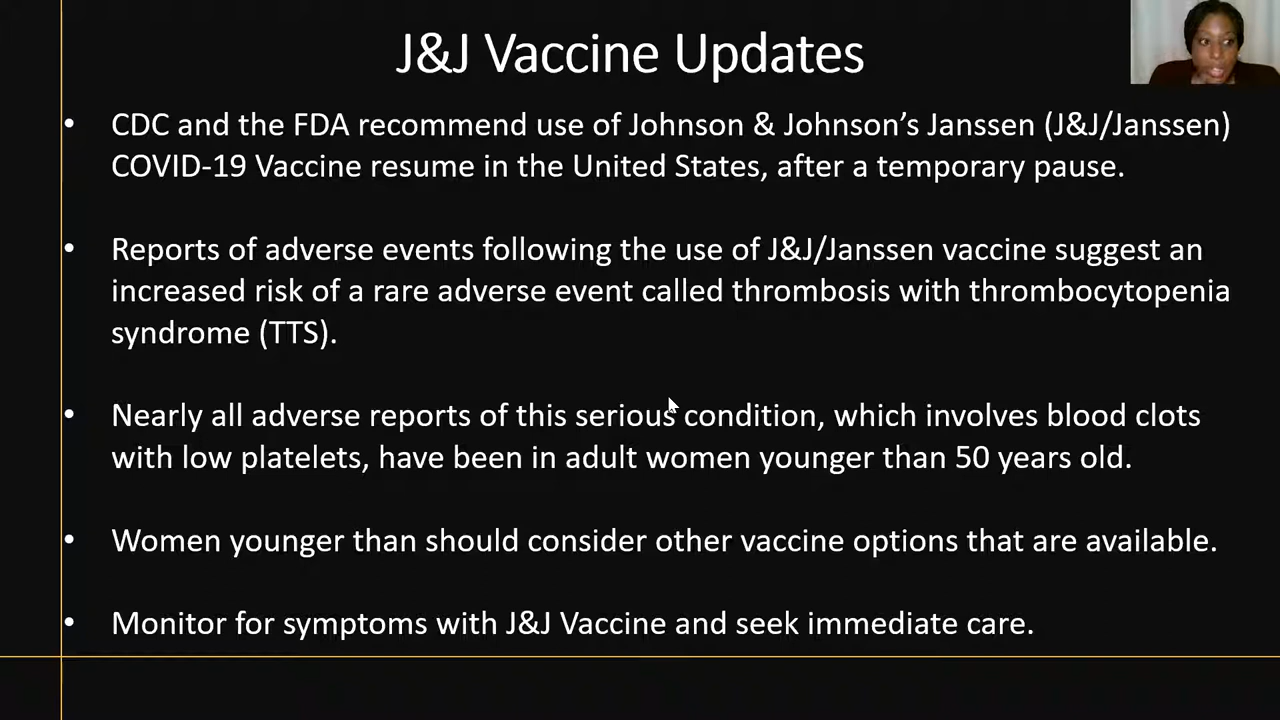 J&J Vaccine Updates
• CDC and the FDA recommend use of Johnson & Johnson’s Janssen (J&J/Janssen)
COVID-19 Vaccine resume in the United States, after a temporary pause.
• Reports of adverse events following the use of J&J/Janssen vaccine suggest an
increased risk of a rare adverse event called thrombosis with thrombocytopenia
syndrome (TTS).
• Nearly all adverse reports of this serious condition, which involves blood clots
with low platelets, have been in adult women younger than 50 years old.
• Women younger than should consider other vaccine options that are available.
• Monitor for symptoms with J&J Vaccine and seek immediate care.